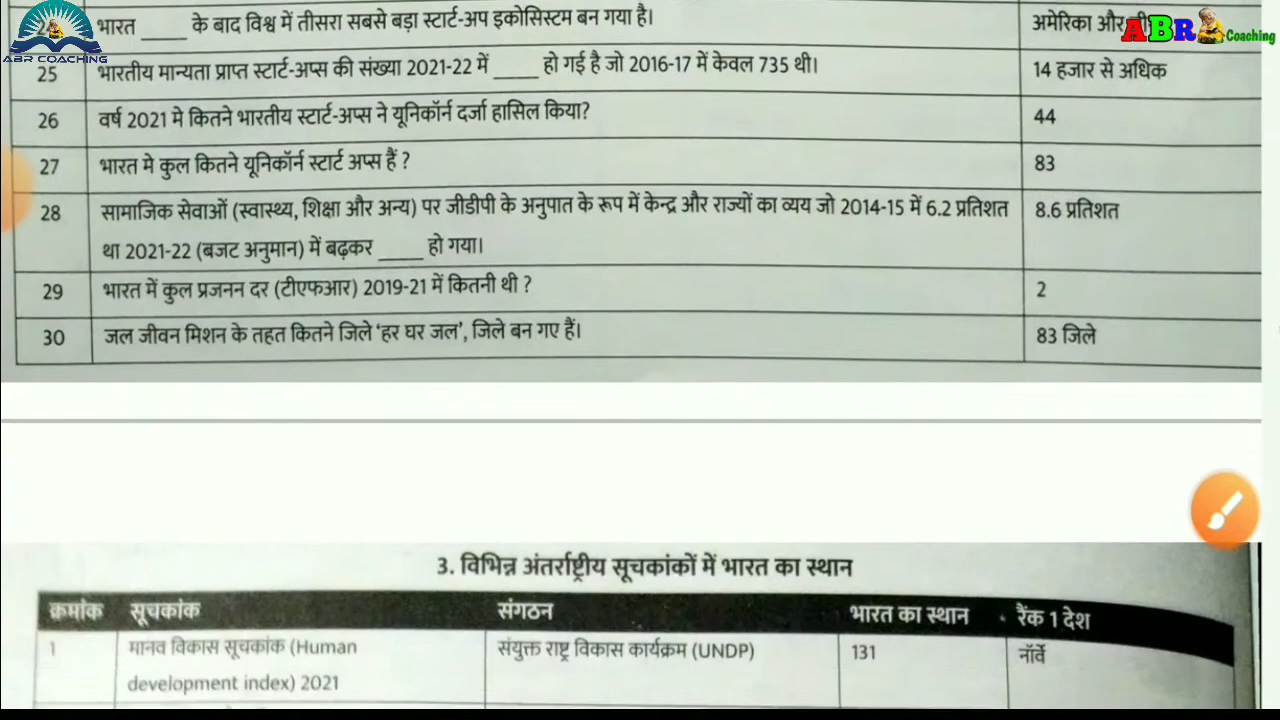 ABR COACHING
ABR Coaching
भारत _____ के बाद विश्व में तीसरा सबसे बड़ा स्टार्ट-अप इकोसिस्टम बन गया है। अमेरिका और
25 भारतीय मान्यता प्राप्त स्टार्ट-अप्स की संख्या 2021-22 में _____ हो गई है जो 2016-17 में केवल 735 थी। 14 हजार से अधिक
26 वर्ष 2021 मे कितने भारतीय स्टार्ट-अप्स ने यूनिकॉर्न दर्जा हासिल किया? 44
27 भारत मे कुल कितने यूनिकॉर्न स्टार्ट अप्स हैं ? 83
28 सामाजिक सेवाओं (स्वास्थ्य, शिक्षा और अन्य) पर जीडीपी के अनुपात के रूप में केन्द्र और राज्यों का व्यय जो 2014-15 में 6.2 प्रतिशत 8.6 प्रतिशत
था 2021-22 (बजट अनुमान) में बढ़कर _____ हो गया।
29 भारत में कुल प्रजनन दर (टीएफआर) 2019-21 में कितनी थी ? 2
30 जल जीवन मिशन के तहत कितने जिले ‘हर घर जल’, जिले बन गए हैं। 83 जिले
3. विभिन्न अंतर्राष्ट्रीय सूचकांकों में भारत का स्थान
क्रमांक सूचकांक संगठन भारत का स्थान रैंक 1 देश
1 मानव विकास सूचकांक (Human संयुक्त राष्ट्र विकास कार्यक्रम (UNDP) 131 नॉर्वे
development index) 2021